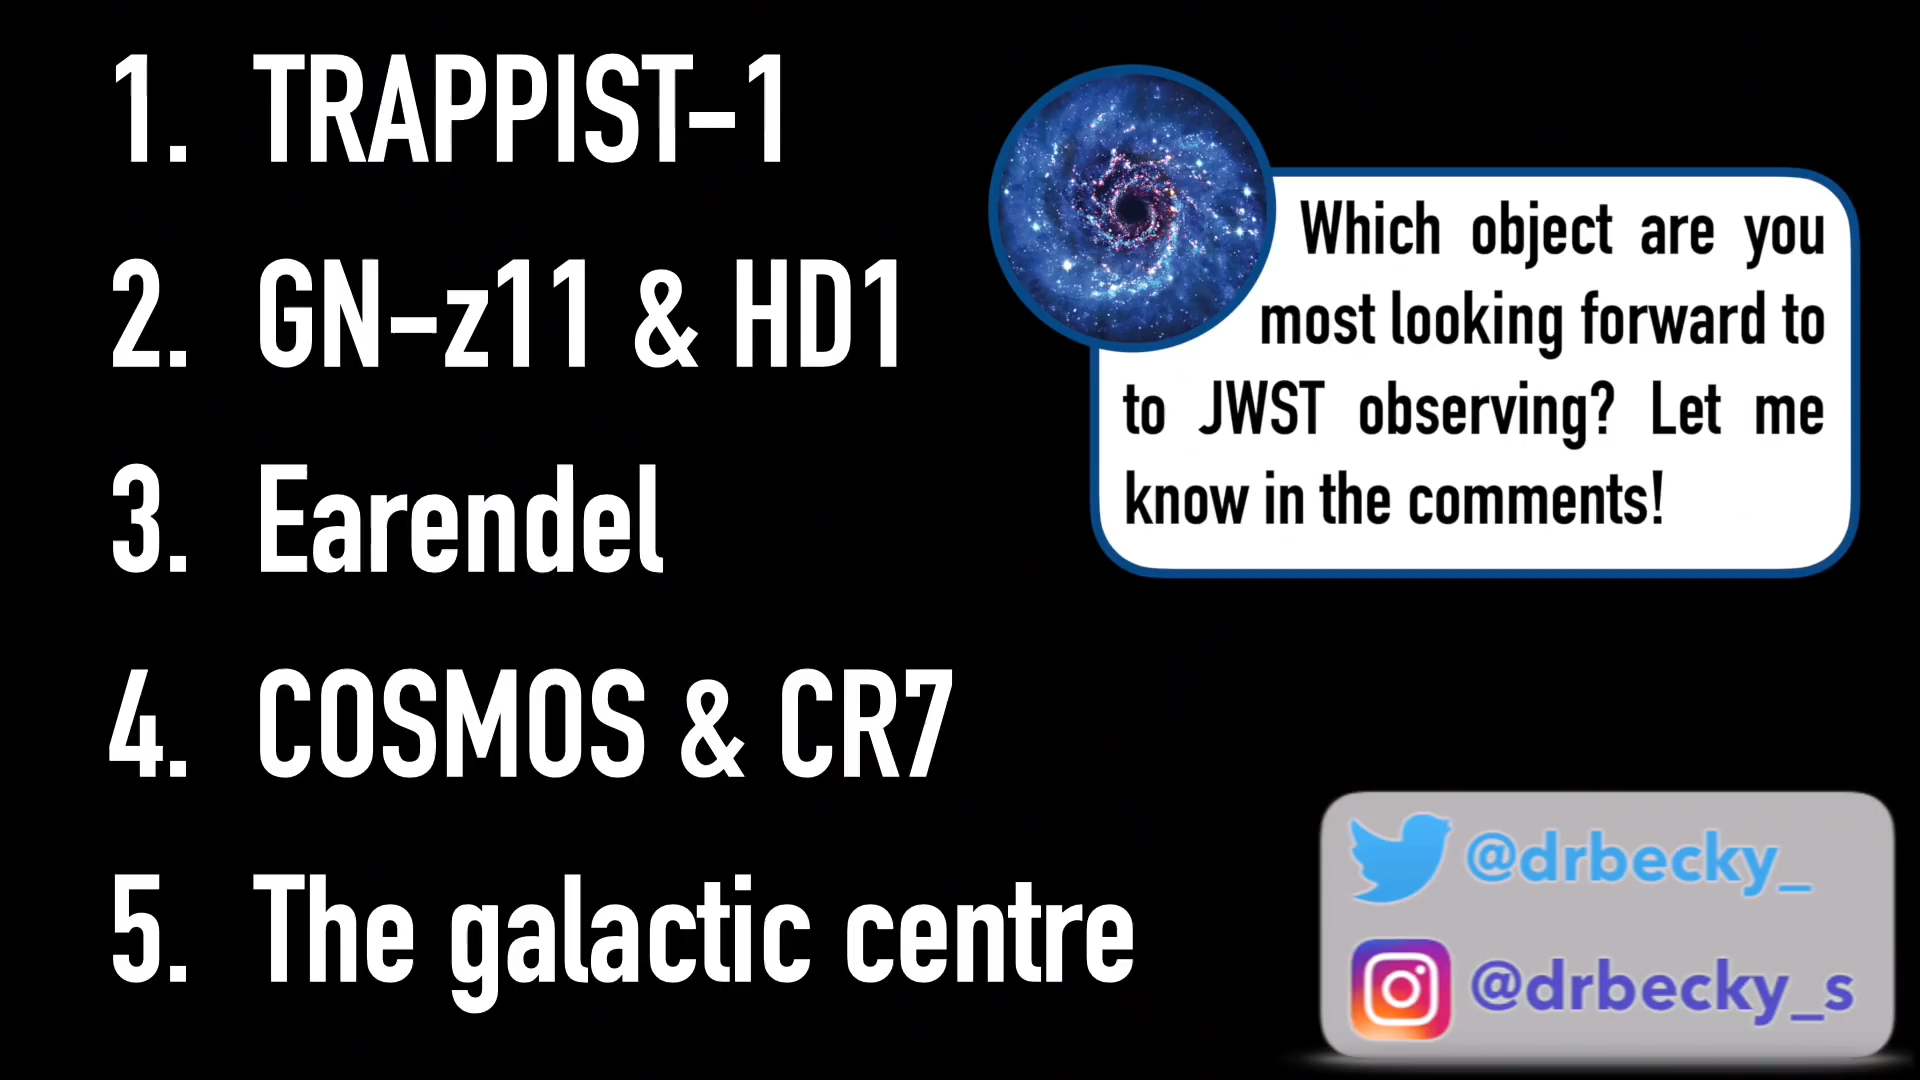 1. TRAPPIST-1
2. GN-z11 & HD1
3. Earendel
4. COSMOS & CR7
5. The galactic centre
Which object are you
most looking forward to
to JWST observing? Let me
know in the comments!
@drbecky_
@drbecky_s